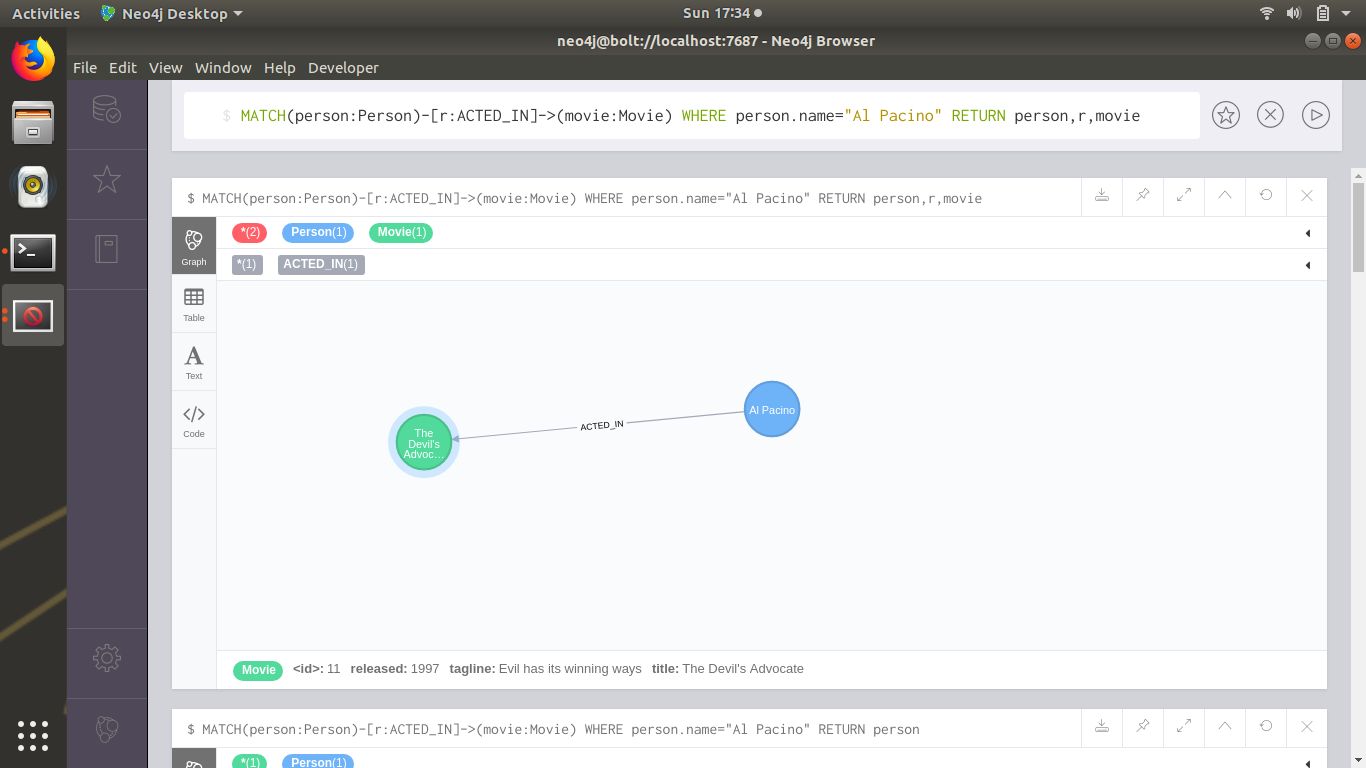 Activities Neo4j Desktop Sun 17:34
neo4j@bolt://localhost:7687 - Neo4j Browser
File Edit View Window Help Developer
$ MATCH(person:Person)-[r:ACTED_IN]->(movie:Movie) WHERE person.name="Al Pacino" RETURN person,r,movie
$ MATCH(person:Person)-[r:ACTED_IN]->(movie:Movie) WHERE person.name="Al Pacino" RETURN person,r,movie
*(2) Person(1) Movie(1)
*(1) ACTED_IN(1)
Graph
Table
A
Text
</>
Code
Al Pacino
ACTED_IN
The
Devil's
Advoc...
Movie <id>: 11 released: 1997 tagline: Evil has its winning ways title: The Devil's Advocate
$ MATCH(person:Person)-[r:ACTED_IN]->(movie:Movie) WHERE person.name="Al Pacino" RETURN person
*(1) Person(1)